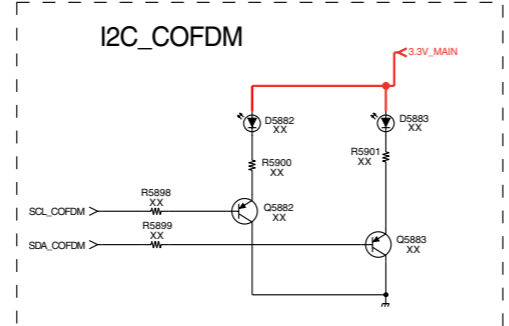 I2C_COFDM
3.3V_MAIN
D5882
XX
D5883
XX
R5900
XX
R5901
XX
R5898
XX
SCL_COFDM
Q5882
XX
R5899
XX
SDA_COFDM
Q5883
XX